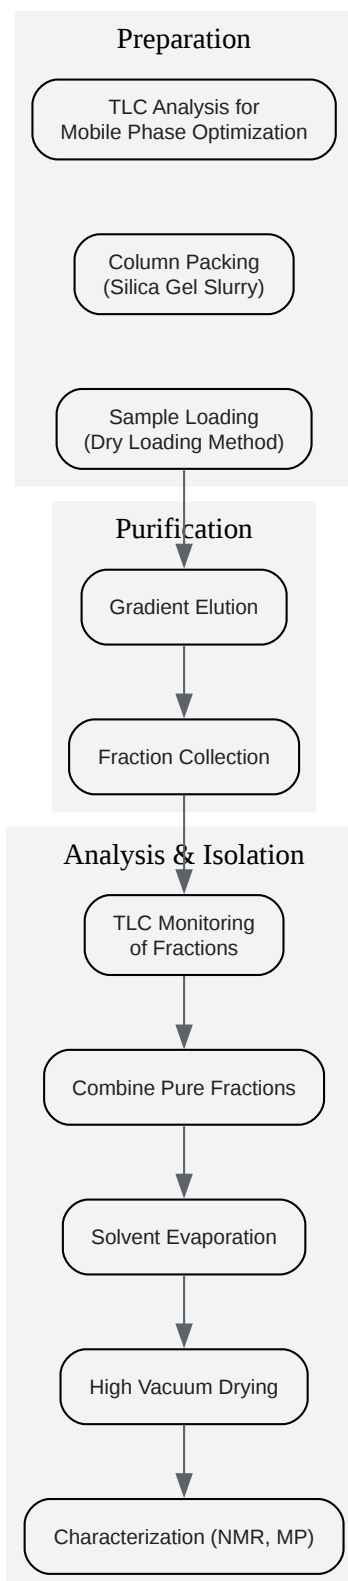 Preparation
TLC Analysis for
Mobile Phase Optimization
Column Packing
(Silica Gel Slurry)
Sample Loading
(Dry Loading Method)
Purification
Gradient Elution
Fraction Collection
Analysis & Isolation
TLC Monitoring
of Fractions
Combine Pure Fractions
Solvent Evaporation
High Vacuum Drying
Characterization (NMR, MP)